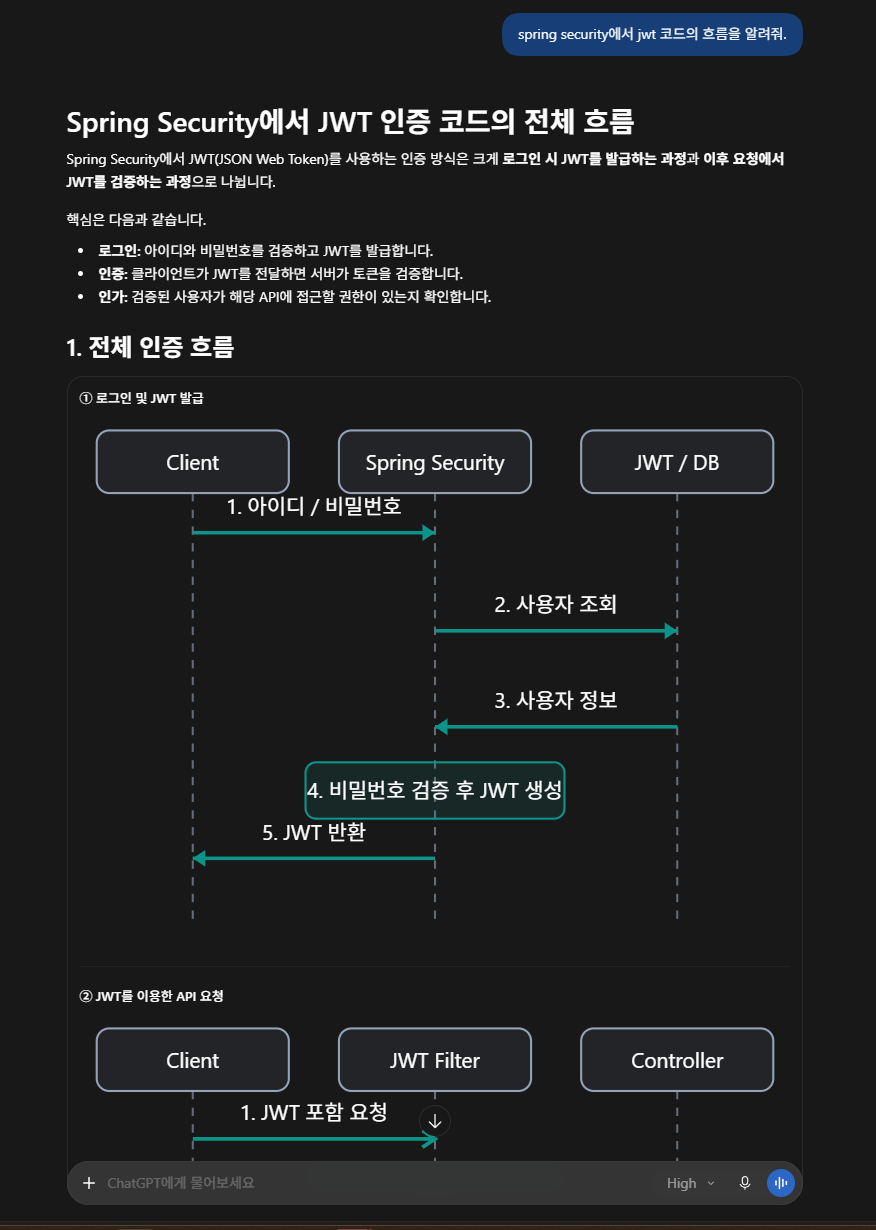 spring security에서 jwt 코드의 흐름을 알려줘.
Spring Security에서 JWT 인증 코드의 전체 흐름
Spring Security에서 JWT(JSON Web Token)를 사용하는 인증 방식은 크게 로그인 시 JWT를 발급하는 과정과 이후 요청에서
JWT를 검증하는 과정으로 나뉩니다.
핵심은 다음과 같습니다.
• 로그인: 아이디와 비밀번호를 검증하고 JWT를 발급합니다.
• 인증: 클라이언트가 JWT를 전달하면 서버가 토큰을 검증합니다.
• 인가: 검증된 사용자가 해당 API에 접근할 권한이 있는지 확인합니다.
1. 전체 인증 흐름
① 로그인 및 JWT 발급
Client
Spring Security
JWT / DB
1. 아이디 / 비밀번호
2. 사용자 조회
3. 사용자 정보
4. 비밀번호 검증 후 JWT 생성
5. JWT 반환
② JWT를 이용한 API 요청
Client
JWT Filter
Controller
1. JWT 포함 요청
ChatGPT에게 물어보세요
High